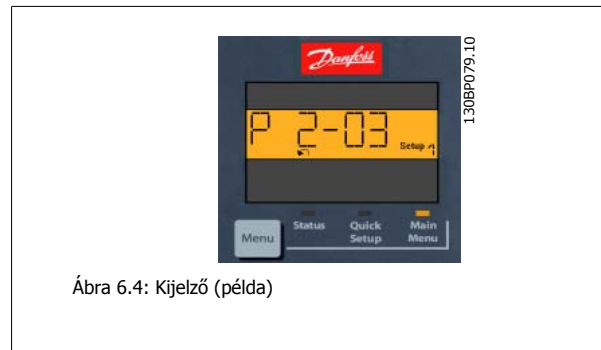 Danfoss
130BP079.10
P 2-03 Setup 1
Status
Quick Setup
Main Menu
Menu
Ábra 6.4: Kijelző (példa)